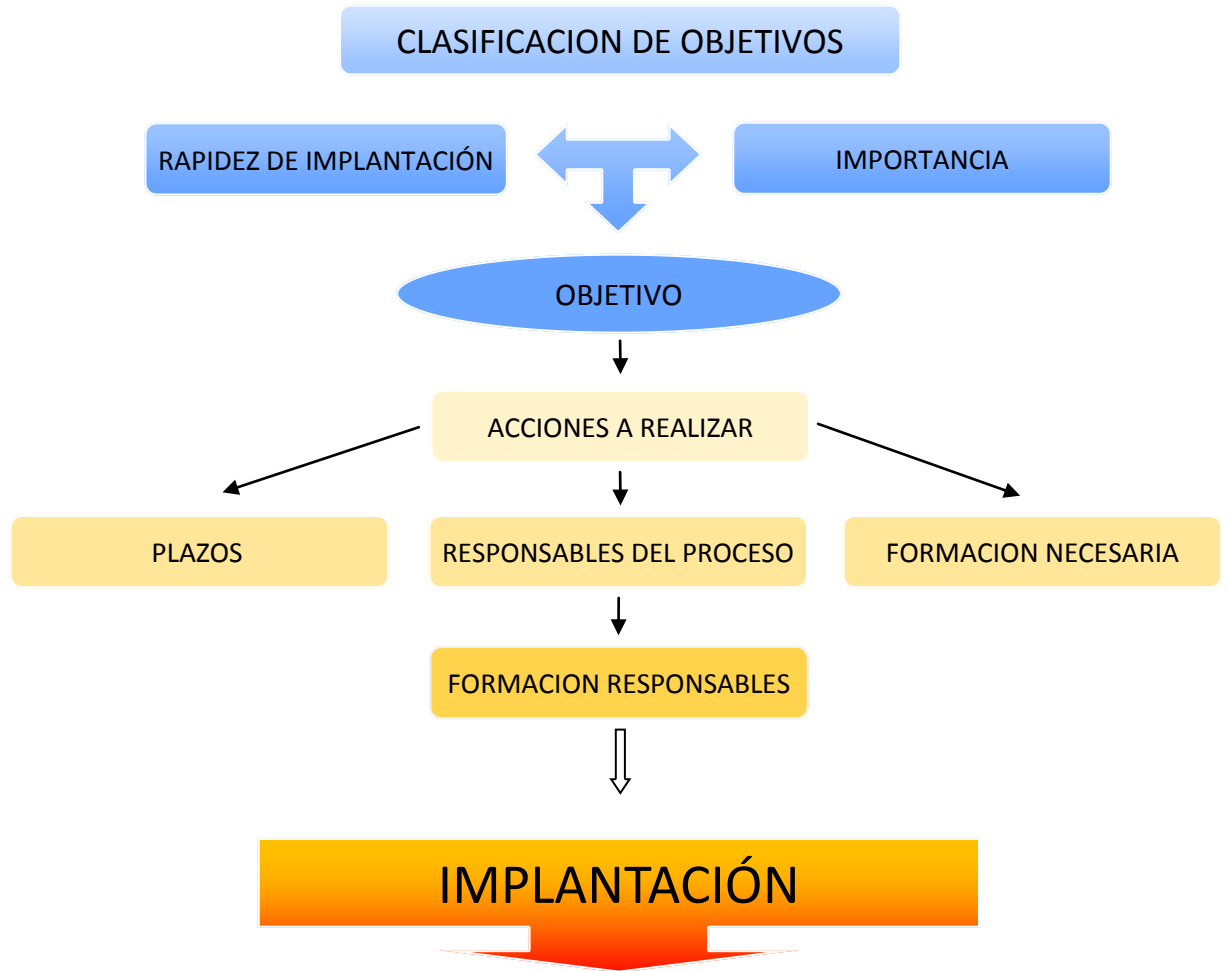 CLASIFICACION DE OBJETIVOS
RAPIDEZ DE IMPLANTACIÓN
IMPORTANCIA
OBJETIVO
ACCIONES A REALIZAR
PLAZOS
RESPONSABLES DEL PROCESO
FORMACION NECESARIA
FORMACION RESPONSABLES
IMPLANTACIÓN